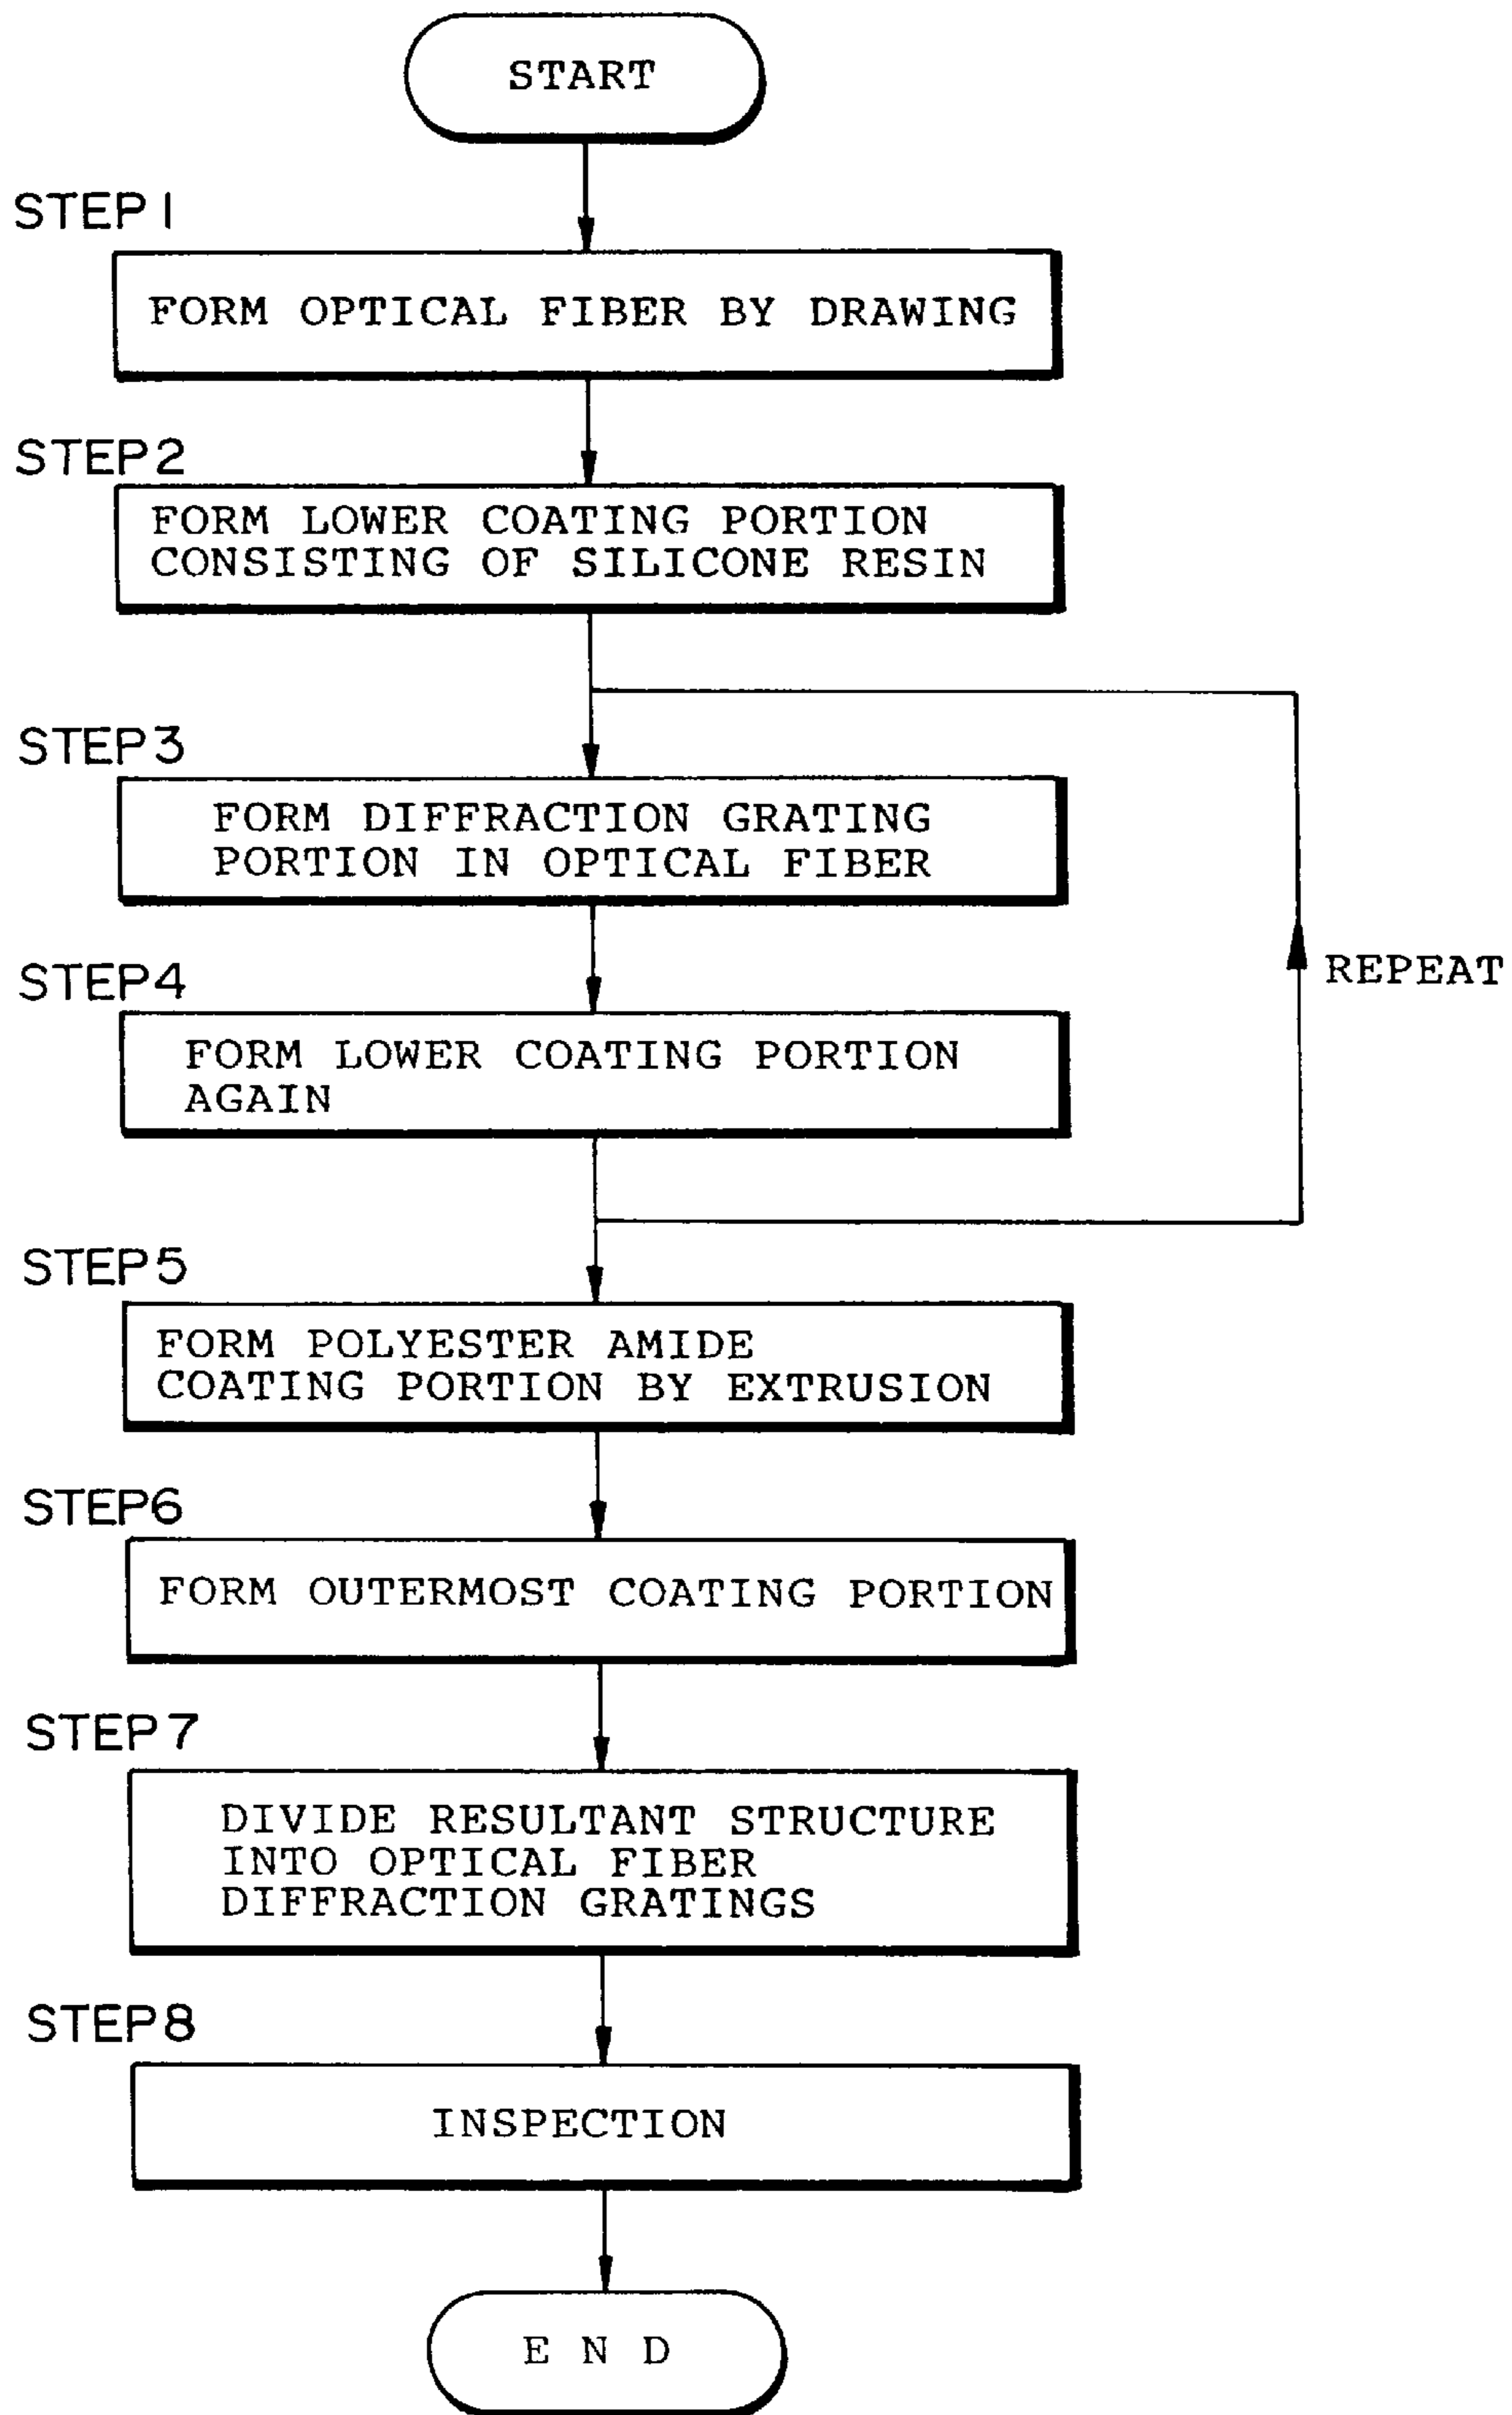 START
STEP1
FORM OPTICAL FIBER BY DRAWING
STEP2
FORM LOWER COATING PORTION
CONSISTING OF SILICONE RESIN
STEP3
FORM DIFFRACTION GRATING
PORTION IN OPTICAL FIBER
STEP4
REPEAT
FORM LOWER COATING PORTION
AGAIN
STEP5
FORM POLYESTER AMIDE
COATING PORTION BY EXTRUSION
STEP6
FORM OUTERMOST COATING PORTION
STEP7
DIVIDE RESULTANT STRUCTURE
INTO OPTICAL FIBER
DIFFRACTION GRATINGS
STEP8
INSPECTION
E N D